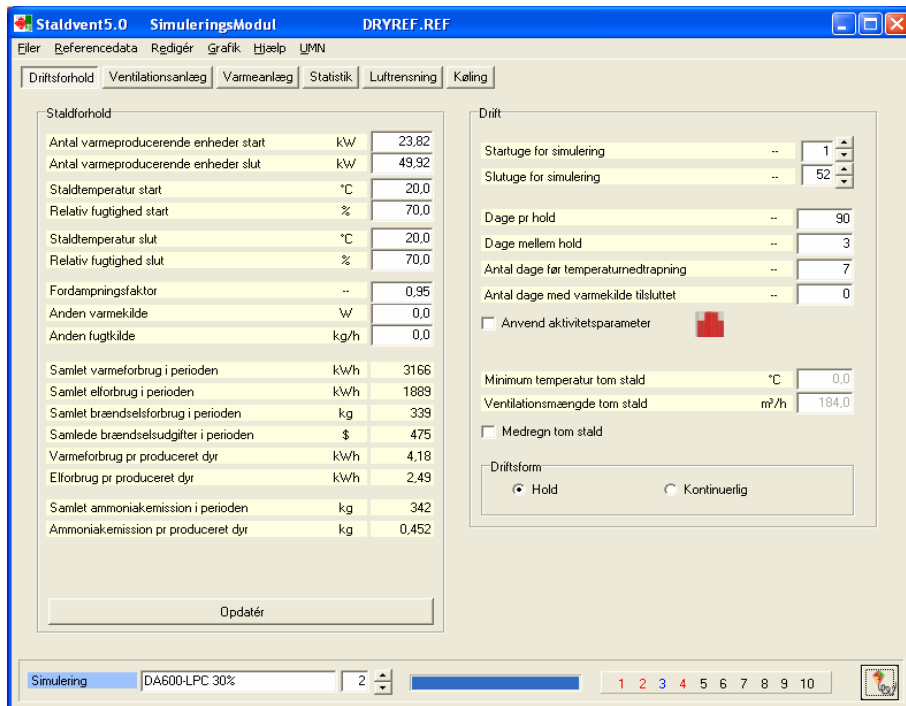 Staldvent5.0 SimuleringsModul DRYREF.REF
Filer Referencedata Redigér Grafik Hjælp UMN
Driftsforhold Ventilationsanlæg Varmeanlæg Statistik Luftrensning Køling
Staldforhold
Antal varmeproducerende enheder start kW 23,82
Antal varmeproducerende enheder slut kW 49,92
Staldtemperatur start °C 20,0
Relativ fugtighed start % 70,0
Staldtemperatur slut °C 20,0
Relativ fugtighed slut % 70,0
Fordampningsfaktor -- 0,95
Anden varmekilde W 0,0
Anden fugtkilde kg/h 0,0
Samlet varmeforbrug i perioden kWh 3166
Samlet elforbrug i perioden kWh 1889
Samlet brændselsforbrug i perioden kg 339
Samlede brændselsudgifter i perioden $ 475
Varmeforbrug pr produceret dyr kWh 4,18
Elforbrug pr produceret dyr kWh 2,49
Samlet ammoniakemission i perioden kg 342
Ammoniakemission pr produceret dyr kg 0,452
Opdatér
Drift
Startuge for simulering -- 1
Slutuge for simulering -- 52
Dage pr hold -- 90
Dage mellem hold -- 3
Antal dage før temperaturnedtrapning -- 7
Antal dage med varmekilde tilsluttet -- 0
Anvend aktivitetsparameter
Minimum temperatur tom stald °C 0,0
Ventilationsmængde tom stald m³/h 184,0
Medregn tom stald
Driftsform
Hold Kontinuerlig
Simulering DA600-LPC 30% 2 1 2 3 4 5 6 7 8 9 10